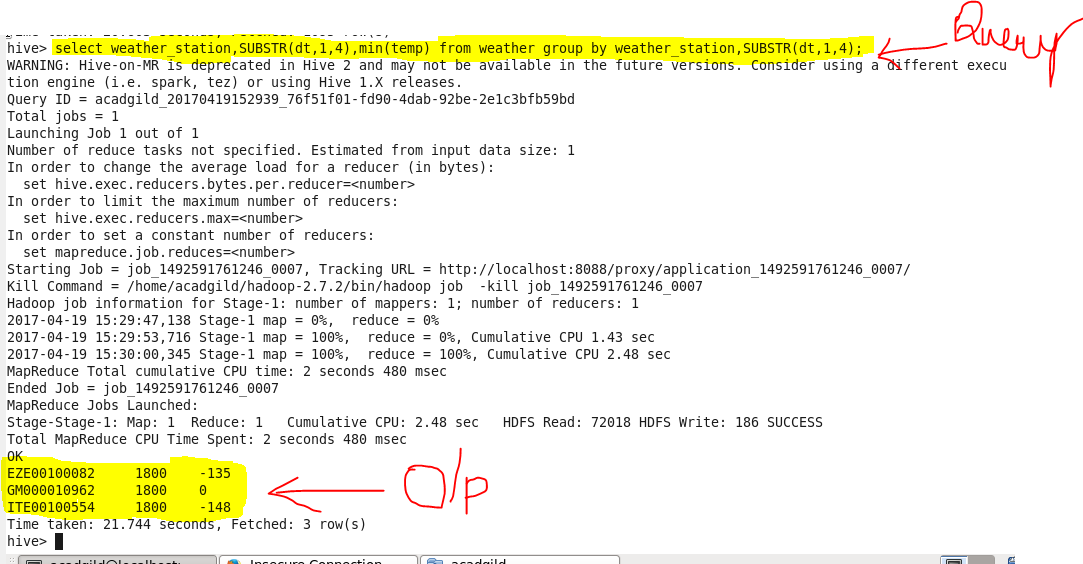 hive> select weather_station,SUBSTR(dt,1,4),min(temp) from weather group by weather_station,SUBSTR(dt,1,4);
Query
WARNING: Hive-on-MR is deprecated in Hive 2 and may not be available in the future versions. Consider using a different execu
tion engine (i.e. spark, tez) or using Hive 1.X releases.
Query ID = acadgild_20170419152939_76f51f01-fd90-4dab-92be-2e1c3bfb59bd
Total jobs = 1
Launching Job 1 out of 1
Number of reduce tasks not specified. Estimated from input data size: 1
In order to change the average load for a reducer (in bytes):
  set hive.exec.reducers.bytes.per.reducer=<number>
In order to limit the maximum number of reducers:
  set hive.exec.reducers.max=<number>
In order to set a constant number of reducers:
  set mapreduce.job.reduces=<number>
Starting Job = job_1492591761246_0007, Tracking URL = http://localhost:8088/proxy/application_1492591761246_0007/
Kill Command = /home/acadgild/hadoop-2.7.2/bin/hadoop job  -kill job_1492591761246_0007
Hadoop job information for Stage-1: number of mappers: 1; number of reducers: 1
2017-04-19 15:29:47,138 Stage-1 map = 0%,  reduce = 0%
2017-04-19 15:29:53,716 Stage-1 map = 100%,  reduce = 0%, Cumulative CPU 1.43 sec
2017-04-19 15:30:00,345 Stage-1 map = 100%,  reduce = 100%, Cumulative CPU 2.48 sec
MapReduce Total cumulative CPU time: 2 seconds 480 msec
Ended Job = job_1492591761246_0007
MapReduce Jobs Launched:
Stage-Stage-1: Map: 1  Reduce: 1   Cumulative CPU: 2.48 sec   HDFS Read: 72018 HDFS Write: 186 SUCCESS
Total MapReduce CPU Time Spent: 2 seconds 480 msec
OK
EZE00100082     1800    -135
GM000010962     1800    0
ITE00100554     1800    -148
O/p
Time taken: 21.744 seconds, Fetched: 3 row(s)
hive>